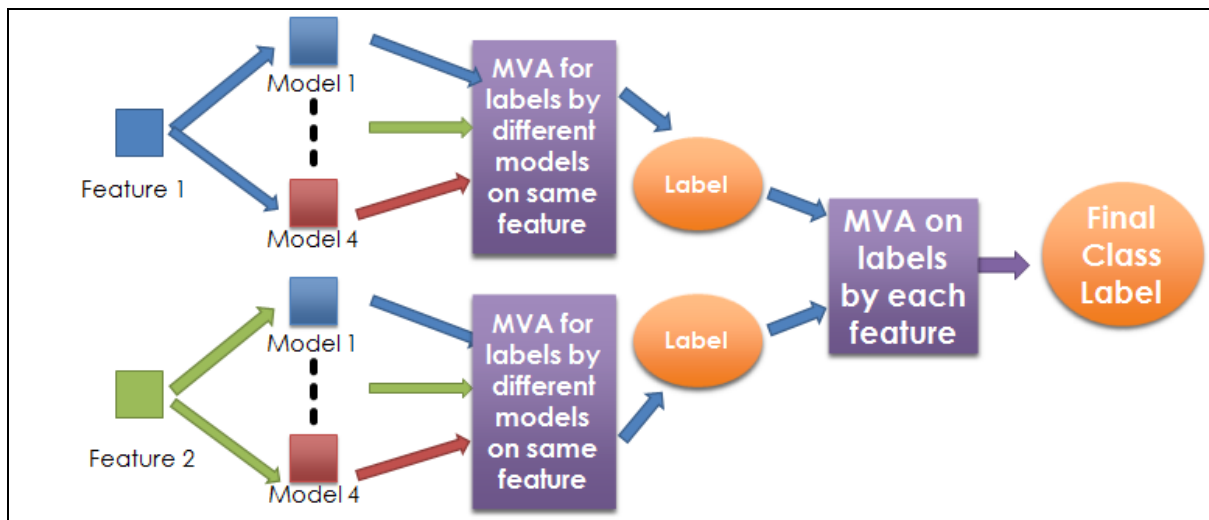 Feature 1
Model 1
Model 4
MVA for
labels by
different
models
on same
feature
Label
Feature 2
Model 1
Model 4
MVA for
labels by
different
models
on same
feature
Label
MVA on
labels
by each
feature
Final
Class
Label